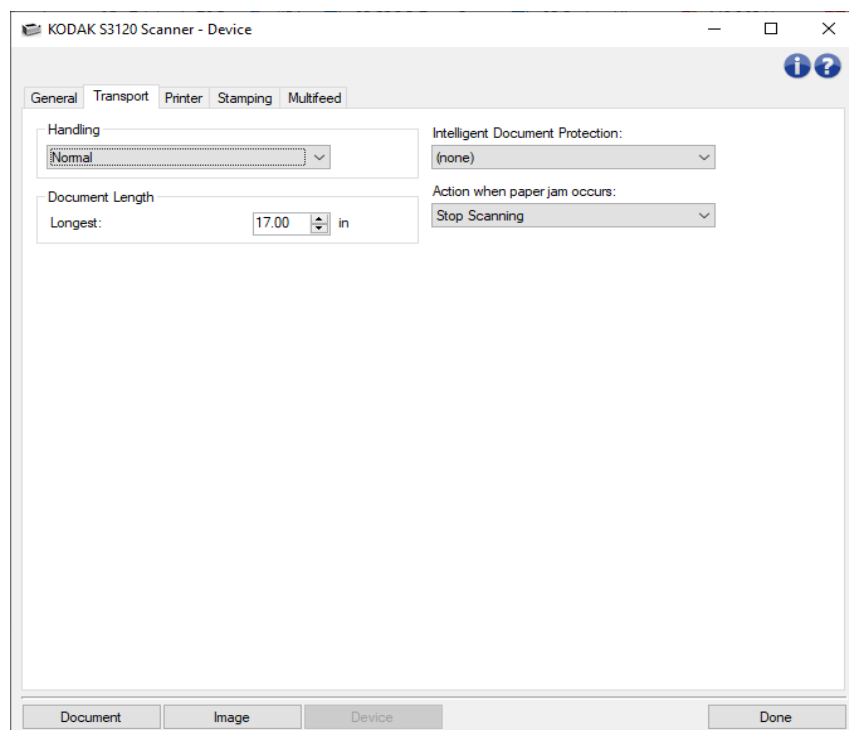 KODAK S3120 Scanner - Device
General Transport Printer Stamping Multifeed
Handling
Normal
Document Length
Longest: 17.00 in
Intelligent Document Protection:
(none)
Action when paper jam occurs:
Stop Scanning
Document Image Device Done